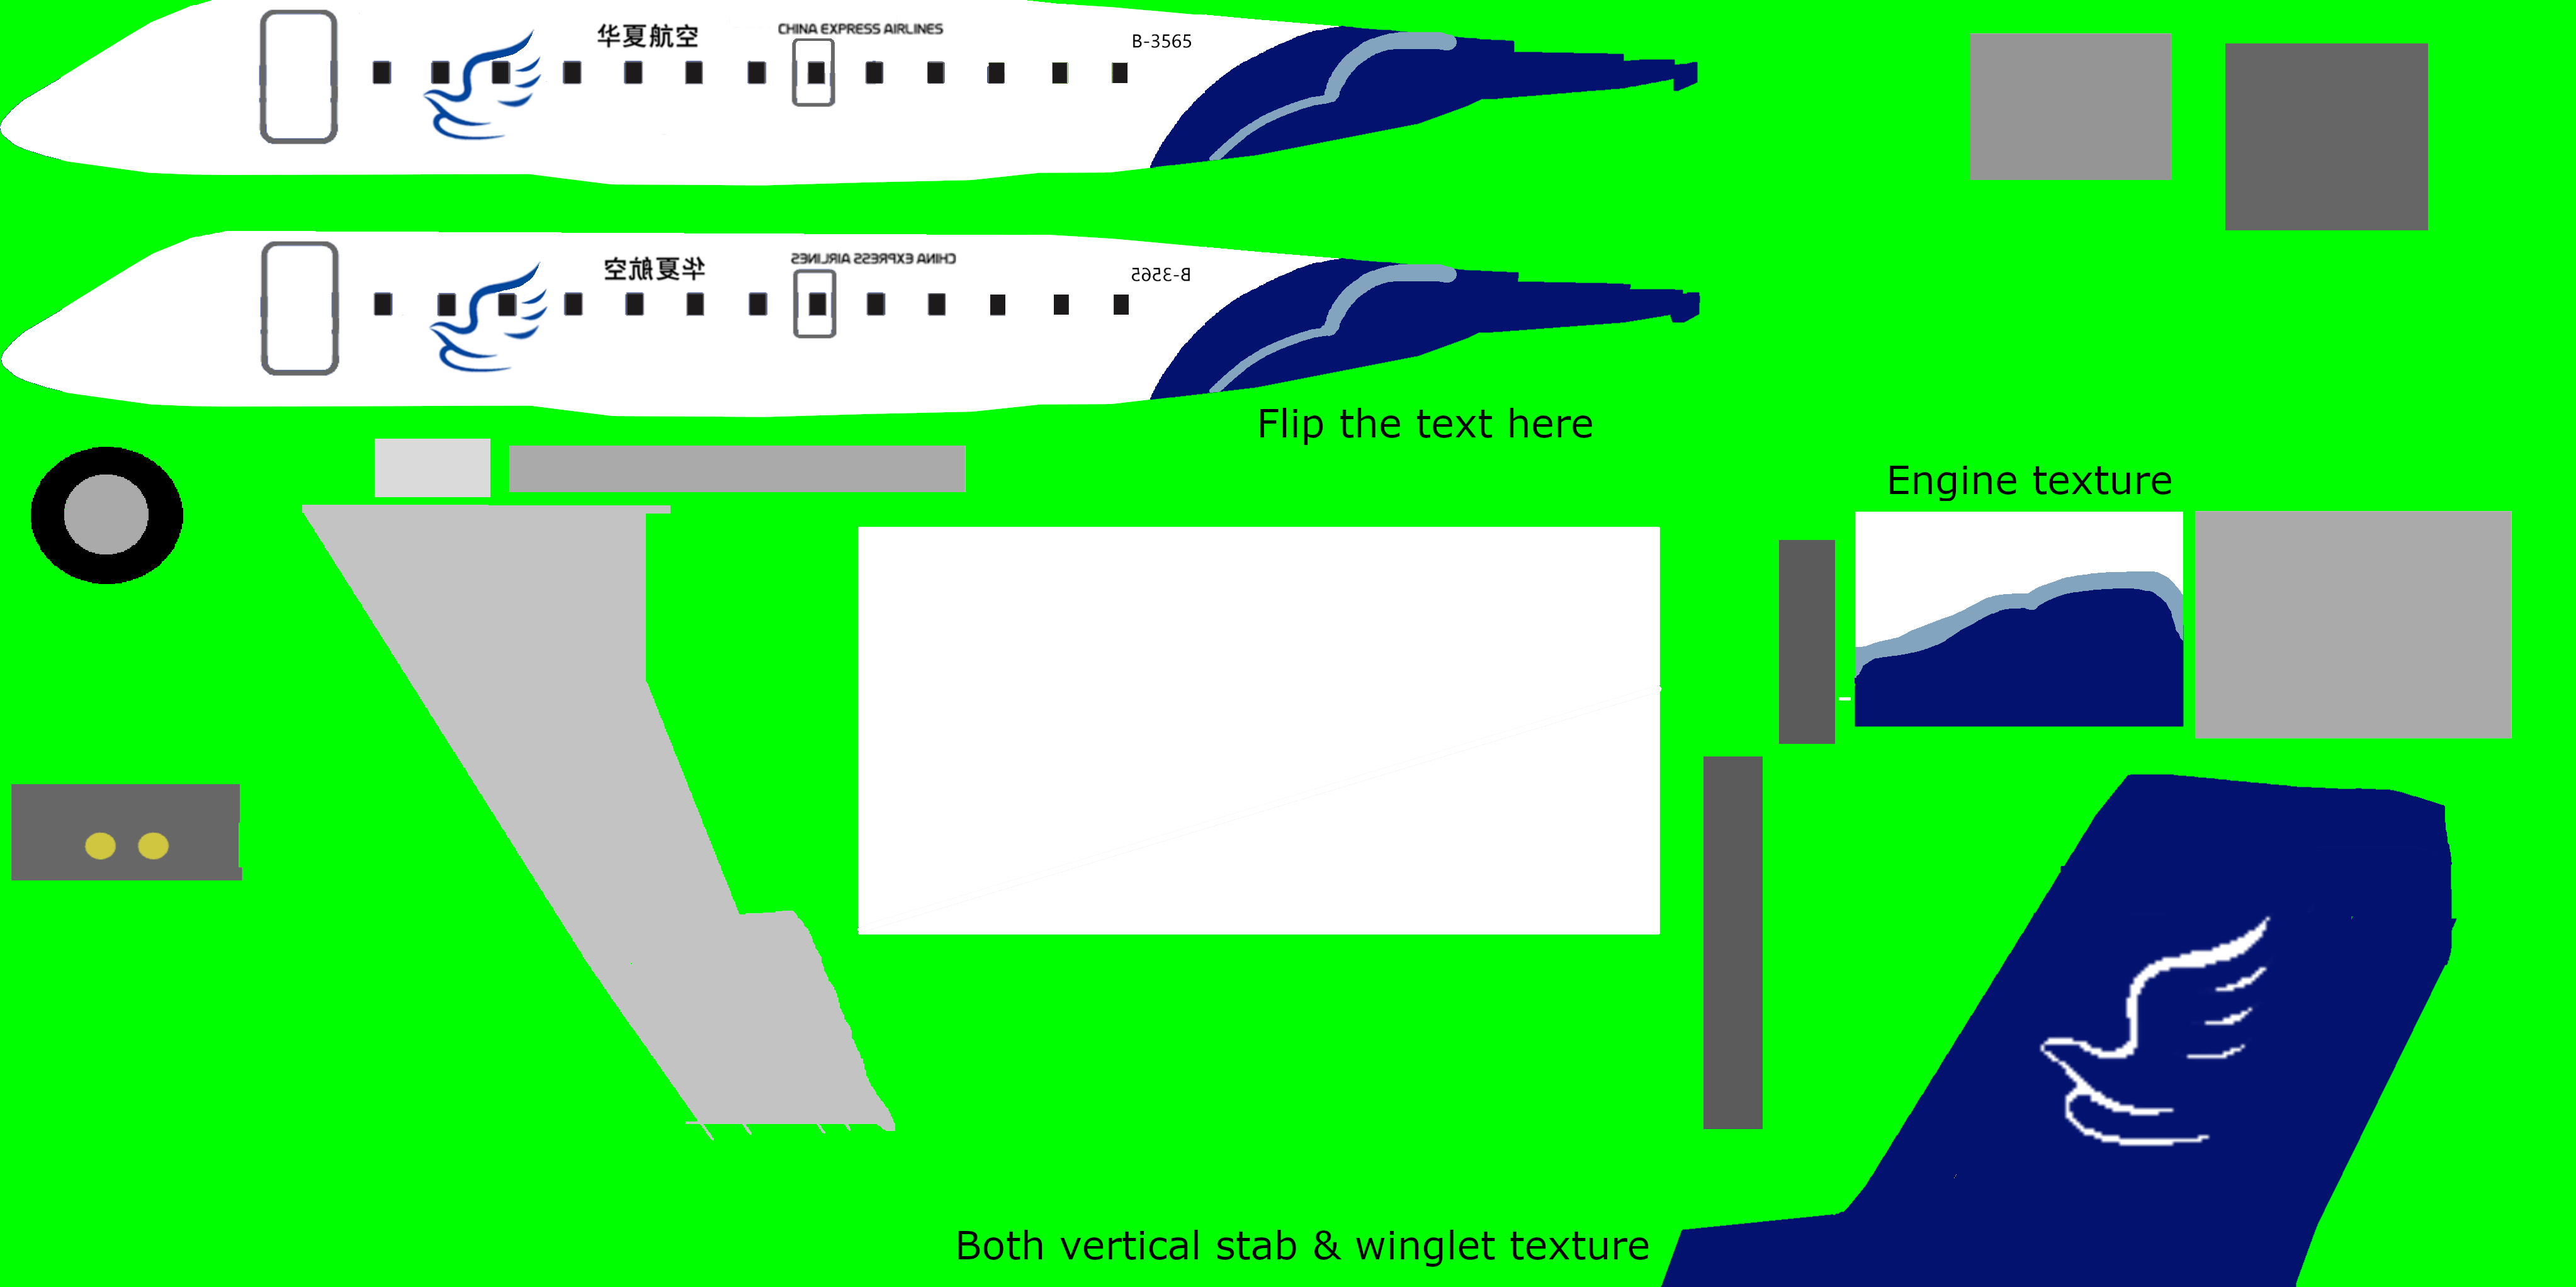 华夏航空
CHINA EXPRESS AIRLINES
B-3565
华夏航空
CHINA EXPRESS AIRLINES
B-3565
Flip the text here
Engine texture
Both vertical stab & winglet texture